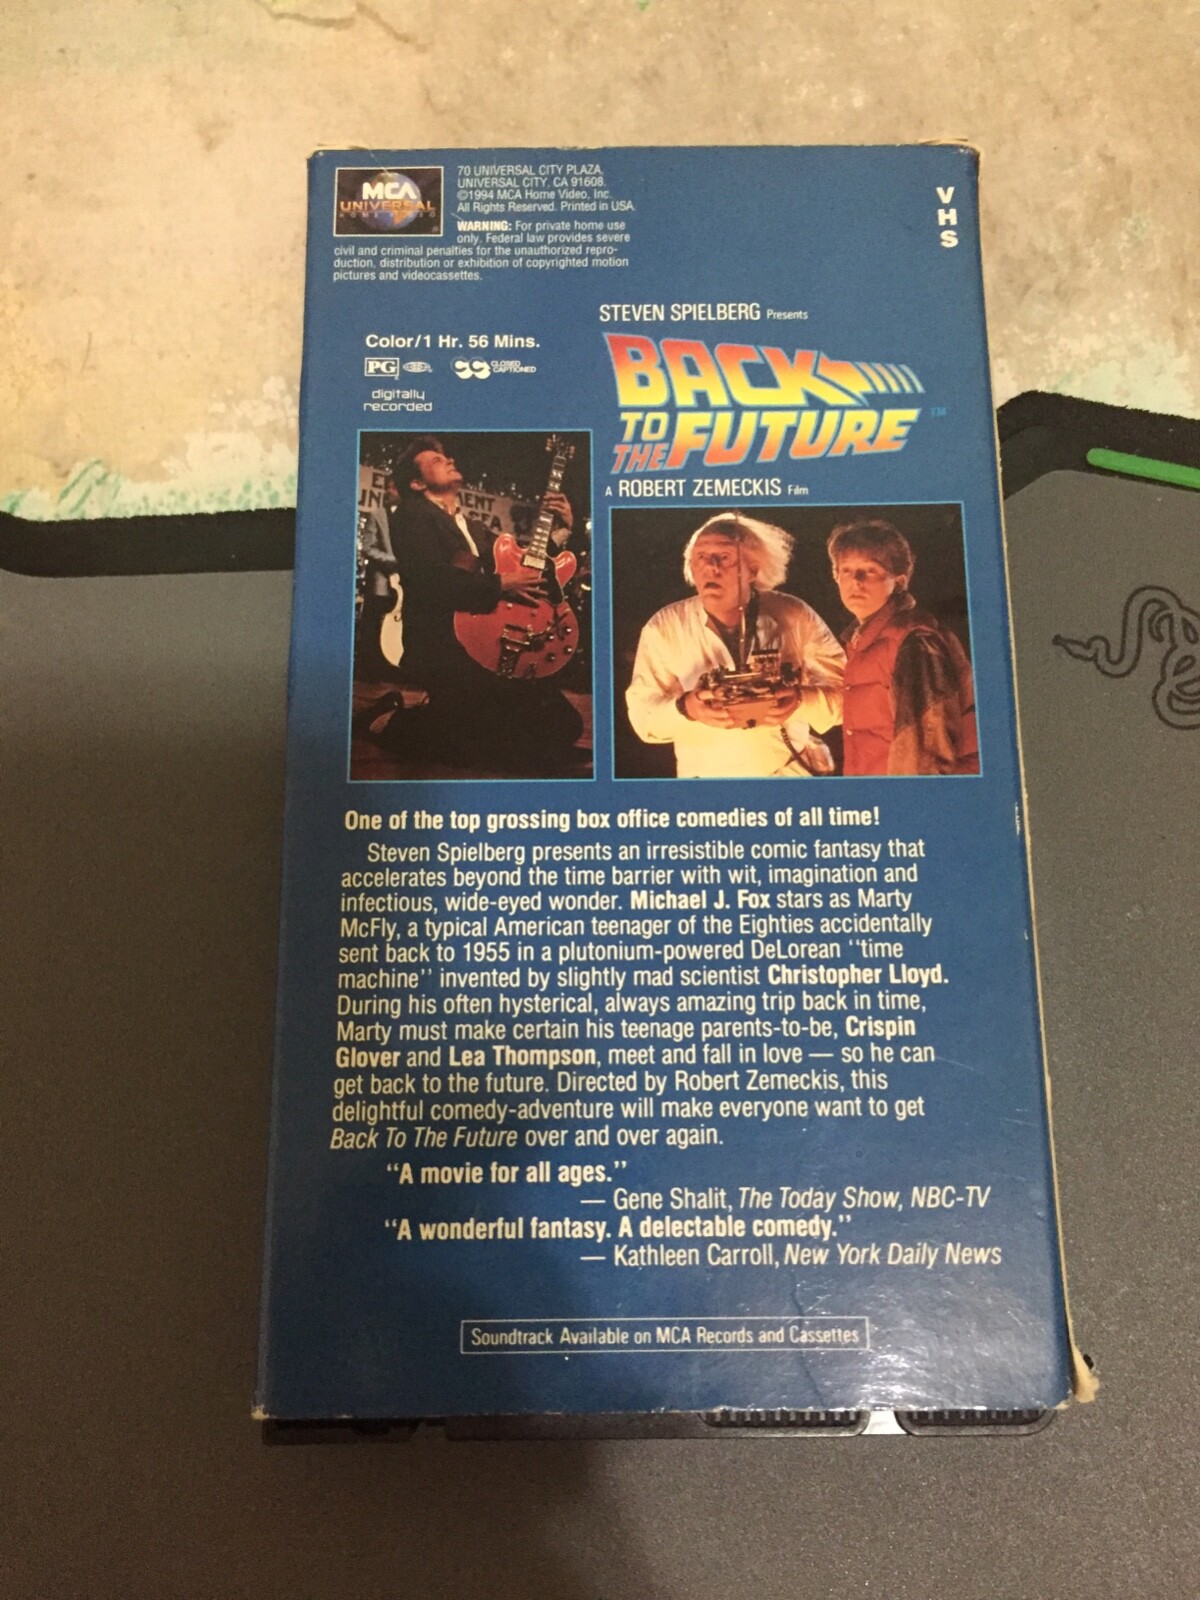 MCA
UNIVERSAL
HOME VIDEO
70 UNIVERSAL CITY PLAZA,
UNIVERSAL CITY, CA 91608.
©1994 MCA Home Video, Inc.
All Rights Reserved. Printed in USA.
WARNING: For private home use
only. Federal law provides severe
civil and criminal penalties for the unauthorized repro-
duction, distribution or exhibition of copyrighted motion
pictures and videocassettes.
VHS
Color/1 Hr. 56 Mins.
PG
CC CLOSED
CAPTIONED
digitally
recorded
STEVEN SPIELBERG Presents
BACK
TO
THE FUTURE™
A ROBERT ZEMECKIS Film
One of the top grossing box office comedies of all time!
Steven Spielberg presents an irresistible comic fantasy that
accelerates beyond the time barrier with wit, imagination and
infectious, wide-eyed wonder. Michael J. Fox stars as Marty
McFly, a typical American teenager of the Eighties accidentally
sent back to 1955 in a plutonium-powered DeLorean “time
machine” invented by slightly mad scientist Christopher Lloyd.
During his often hysterical, always amazing trip back in time,
Marty must make certain his teenage parents-to-be, Crispin
Glover and Lea Thompson, meet and fall in love — so he can
get back to the future. Directed by Robert Zemeckis, this
delightful comedy-adventure will make everyone want to get
Back To The Future over and over again.
“A movie for all ages.”
— Gene Shalit, The Today Show, NBC-TV
“A wonderful fantasy. A delectable comedy.”
— Kathleen Carroll, New York Daily News
Soundtrack Available on MCA Records and Cassettes